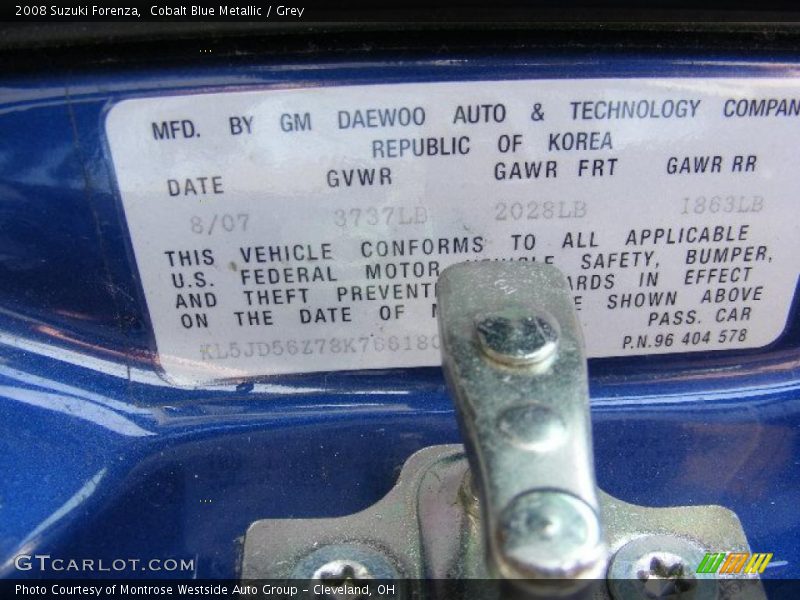 2008 Suzuki Forenza, Cobalt Blue Metallic / Grey
MFD. BY GM DAEWOO AUTO & TECHNOLOGY COMPAN
REPUBLIC OF KOREA
DATE GVWR GAWR FRT GAWR RR
8/07 3737LB 2028LB 1863LB
THIS VEHICLE CONFORMS TO ALL APPLICABLE
U.S. FEDERAL MOTOR SAFETY, BUMPER,
AND THEFT PREVENT ARDS IN EFFECT
ON THE DATE OF SHOWN ABOVE
PASS. CAR
KL5JD56Z78K766180
P.N.96 404 578
GTCARLOT.COM
Photo Courtesy of Montrose Westside Auto Group - Cleveland, OH